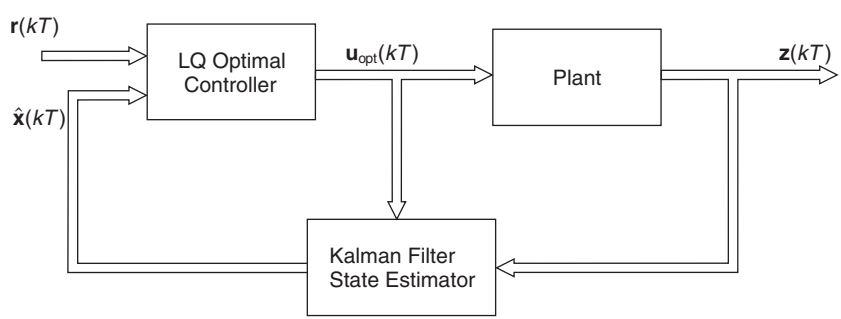 r(kT)
LQ Optimal
Controller
u_opt(kT)
Plant
z(kT)
x̂(kT)
Kalman Filter
State Estimator